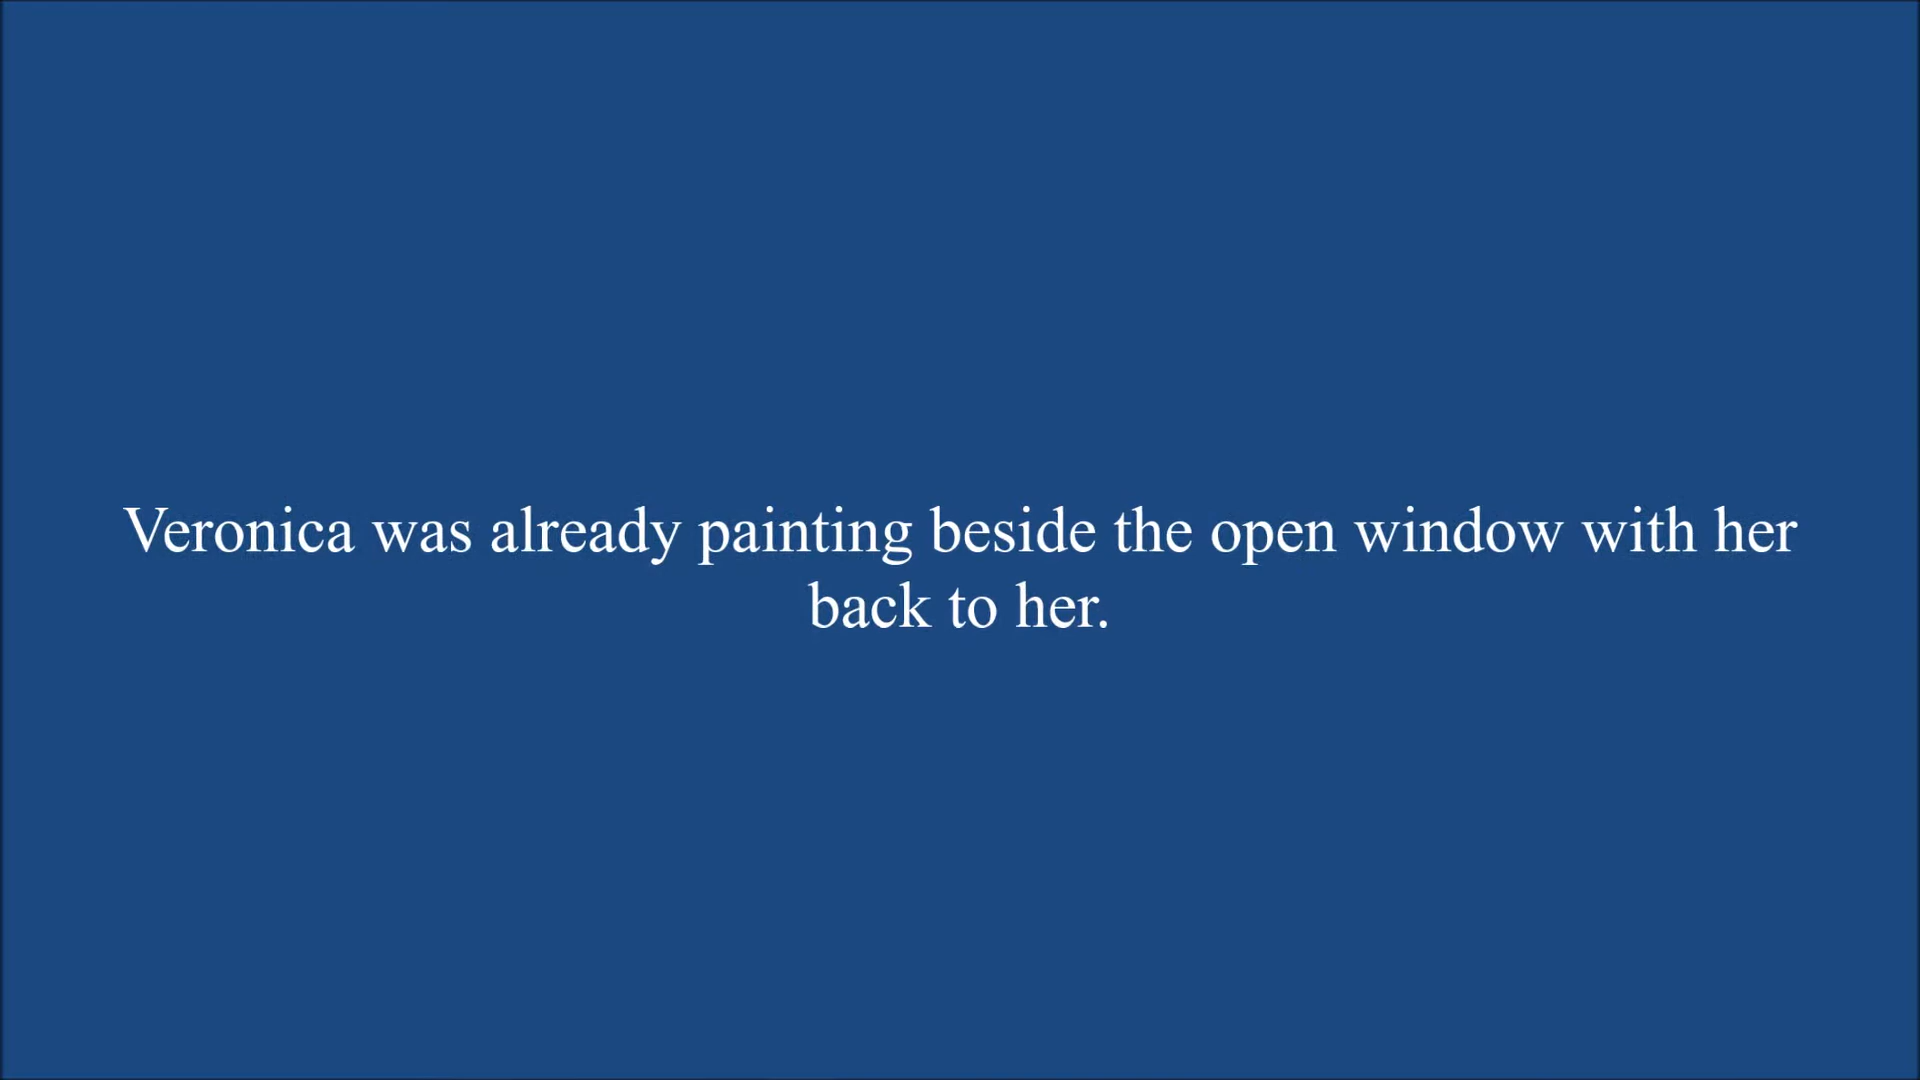 Veronica was already painting beside the open window with her
back to her.